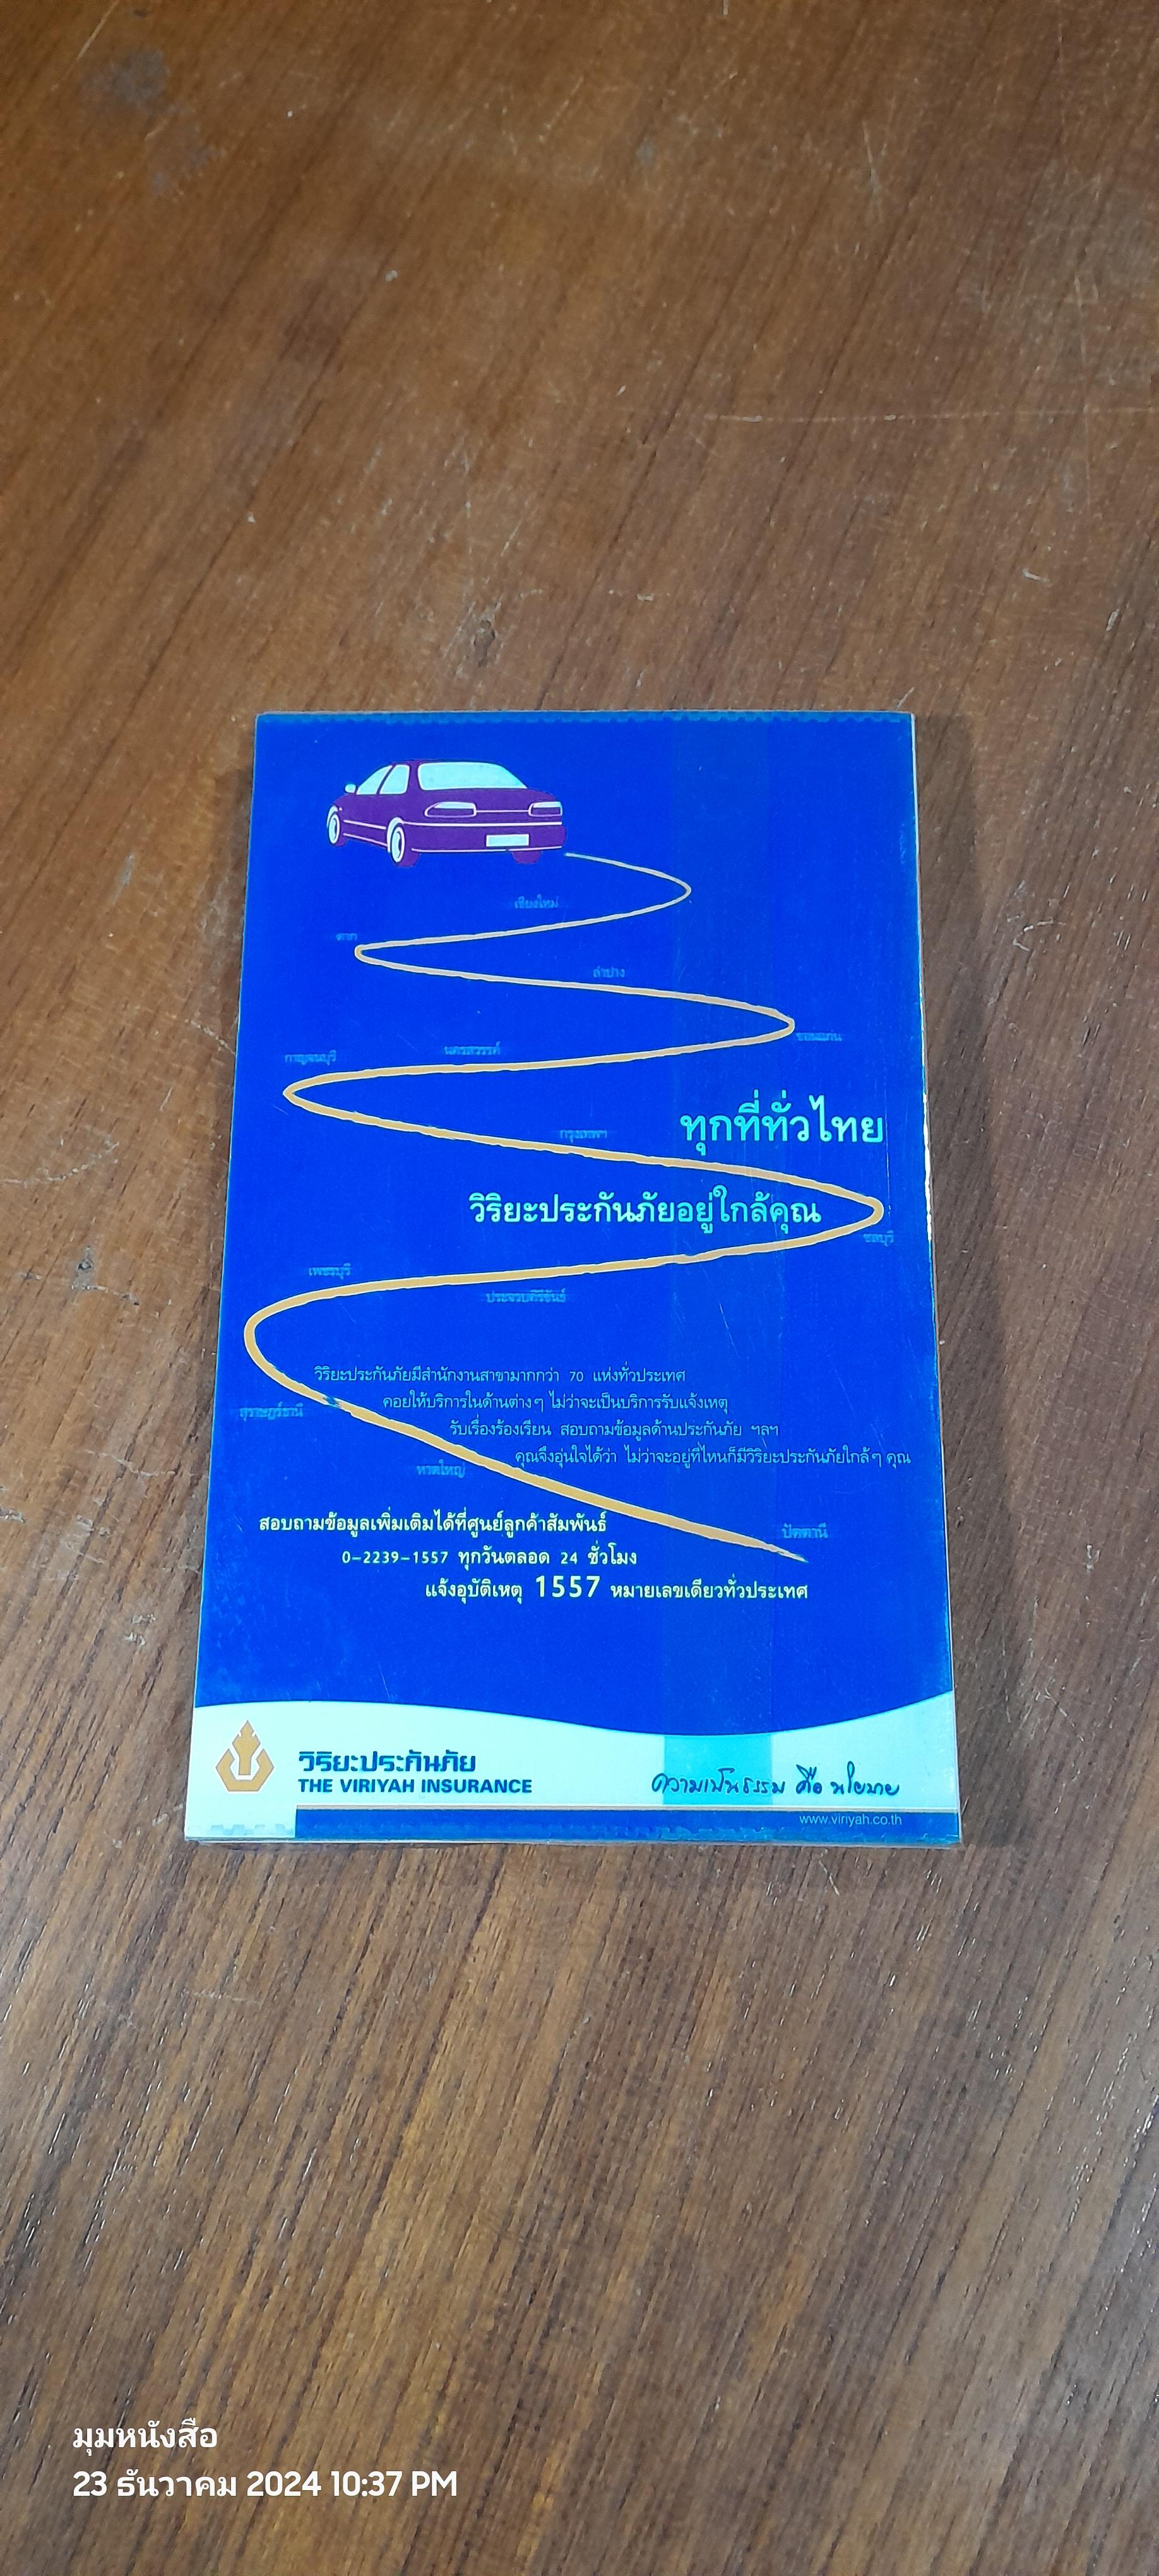 เชียงใหม่
ตาก
ลำปาง
ขอนแก่น
นครสวรรค์
กาญจนบุรี
ทุกที่ทั่วไทย
กรุงเทพฯ
วิริยะประกันภัยอยู่ใกล้คุณ
ชลบุรี
เพชรบุรี
ประจวบคีรีขันธ์
วิริยะประกันภัยมีสำนักงานสาขามากกว่า 70 แห่งทั่วประเทศ
คอยให้บริการในด้านต่างๆ ไม่ว่าจะเป็นบริการรับแจ้งเหตุ
สุราษฎร์ธานี
รับเรื่องร้องเรียน สอบถามข้อมูลด้านประกันภัย ฯลฯ
คุณจึงอุ่นใจได้ว่า ไม่ว่าจะอยู่ที่ไหนก็มีวิริยะประกันภัยใกล้ๆ คุณ
หาดใหญ่
สอบถามข้อมูลเพิ่มเติมได้ที่ศูนย์ลูกค้าสัมพันธ์
ปัตตานี
0-2239-1557 ทุกวันตลอด 24 ชั่วโมง
แจ้งอุบัติเหตุ 1557 หมายเลขเดียวทั่วประเทศ
วิริยะประกันภัย
THE VIRIYAH INSURANCE
ความเป็นธรรม คือ นโยบาย
www.viriyah.co.th
มุมหนังสือ
23 ธันวาคม 2024 10:37 PM